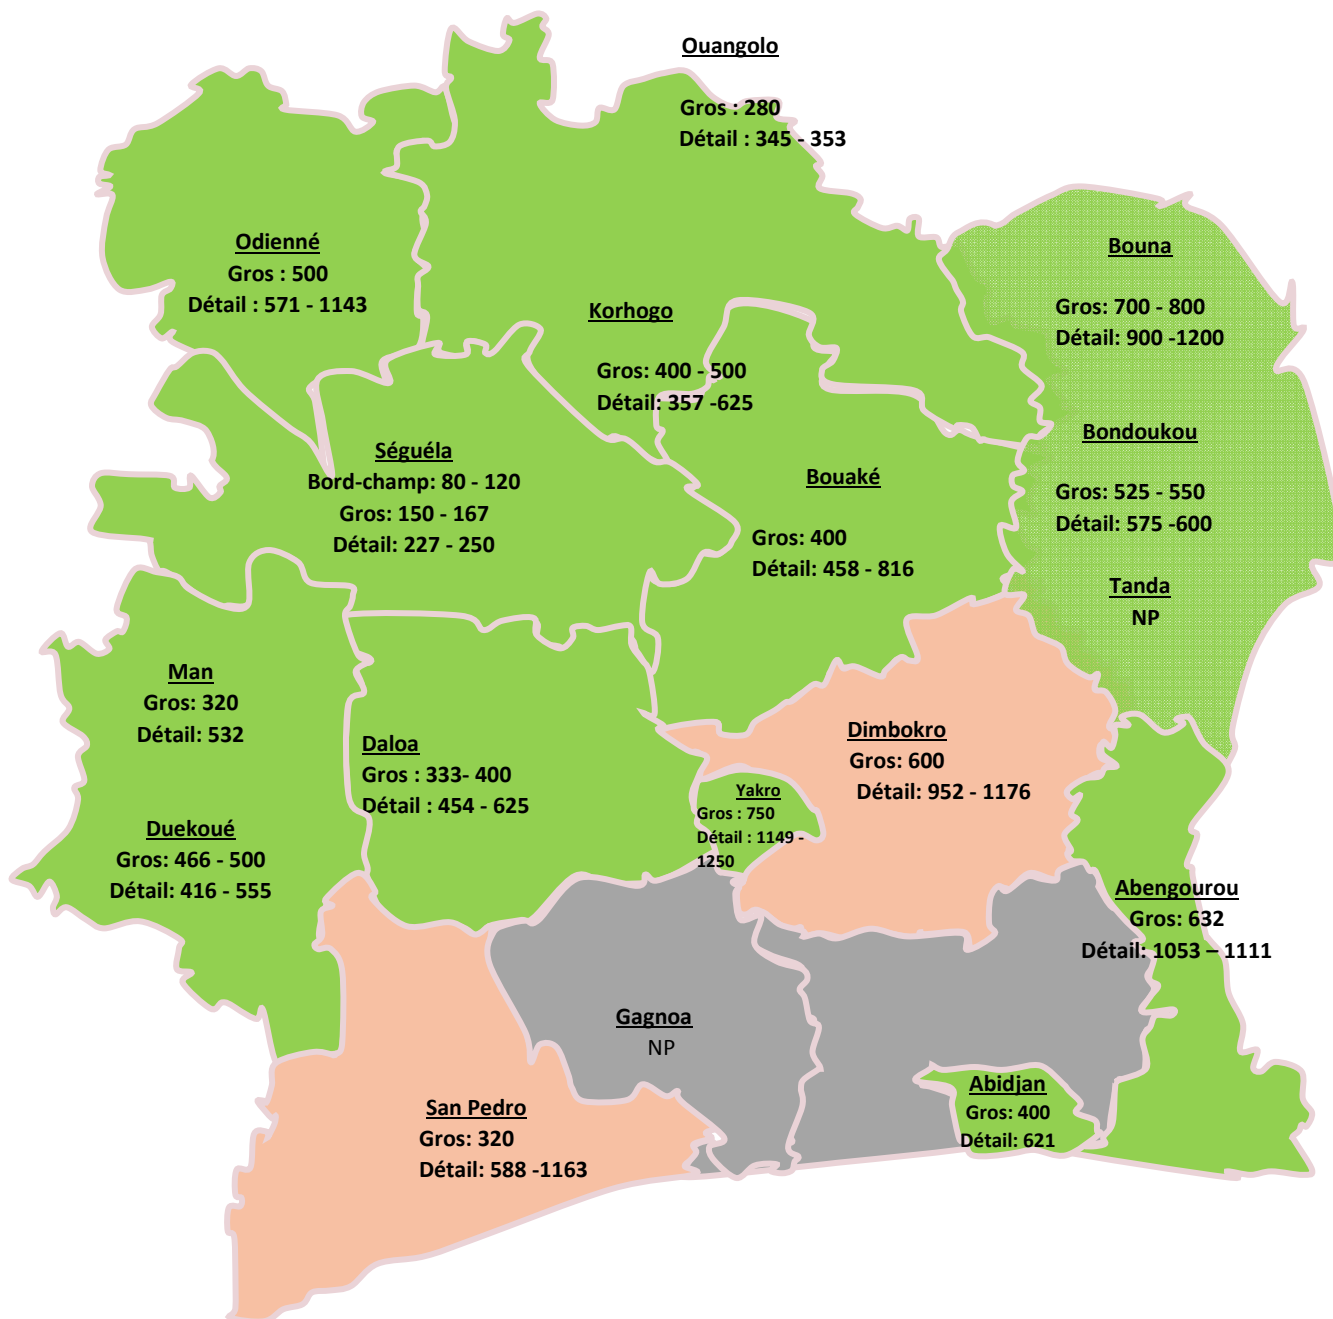 Ouangolo
Gros : 280
Détail : 345 - 353
Odienné
Gros : 500
Détail : 571 - 1143
Bouna
Gros: 700 - 800
Détail: 900 -1200
Korhogo
Gros: 400 - 500
Détail: 357 -625
Séguéla
Bord-champ: 80 - 120
Gros: 150 - 167
Détail: 227 - 250
Bouaké
Gros: 400
Détail: 458 - 816
Bondoukou
Gros: 525 - 550
Détail: 575 -600
Tanda
NP
Man
Gros: 320
Détail: 532
Daloa
Gros : 333- 400
Détail : 454 - 625
Dimbokro
Gros: 600
Détail: 952 - 1176
Yakro
Gros : 750
Détail : 1149 -
1250
Duekoué
Gros: 466 - 500
Détail: 416 - 555
Abengourou
Gros: 632
Détail: 1053 – 1111
Gagnoa
NP
San Pedro
Gros: 320
Détail: 588 -1163
Abidjan
Gros: 400
Détail: 621